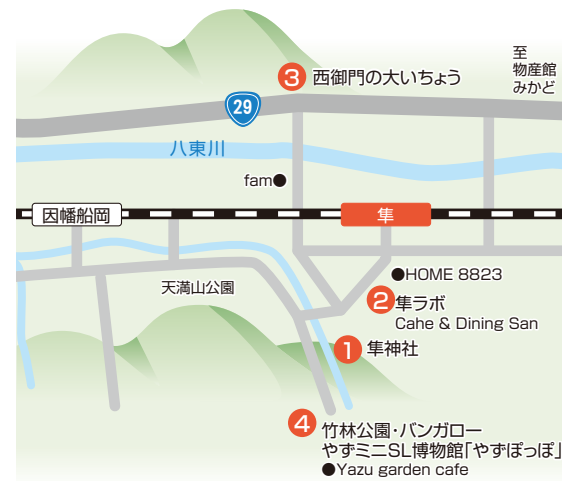 3 西御門の大いちょう
至
物産館
みかど
29
八東川
fam●
因幡船岡
隼
●HOME 8823
天満山公園
2 隼ラボ
Cahe & Dining San
1 隼神社
4 竹林公園・バンガロー
やずミニSL博物館「やずぽっぽ」
●Yazu garden cafe